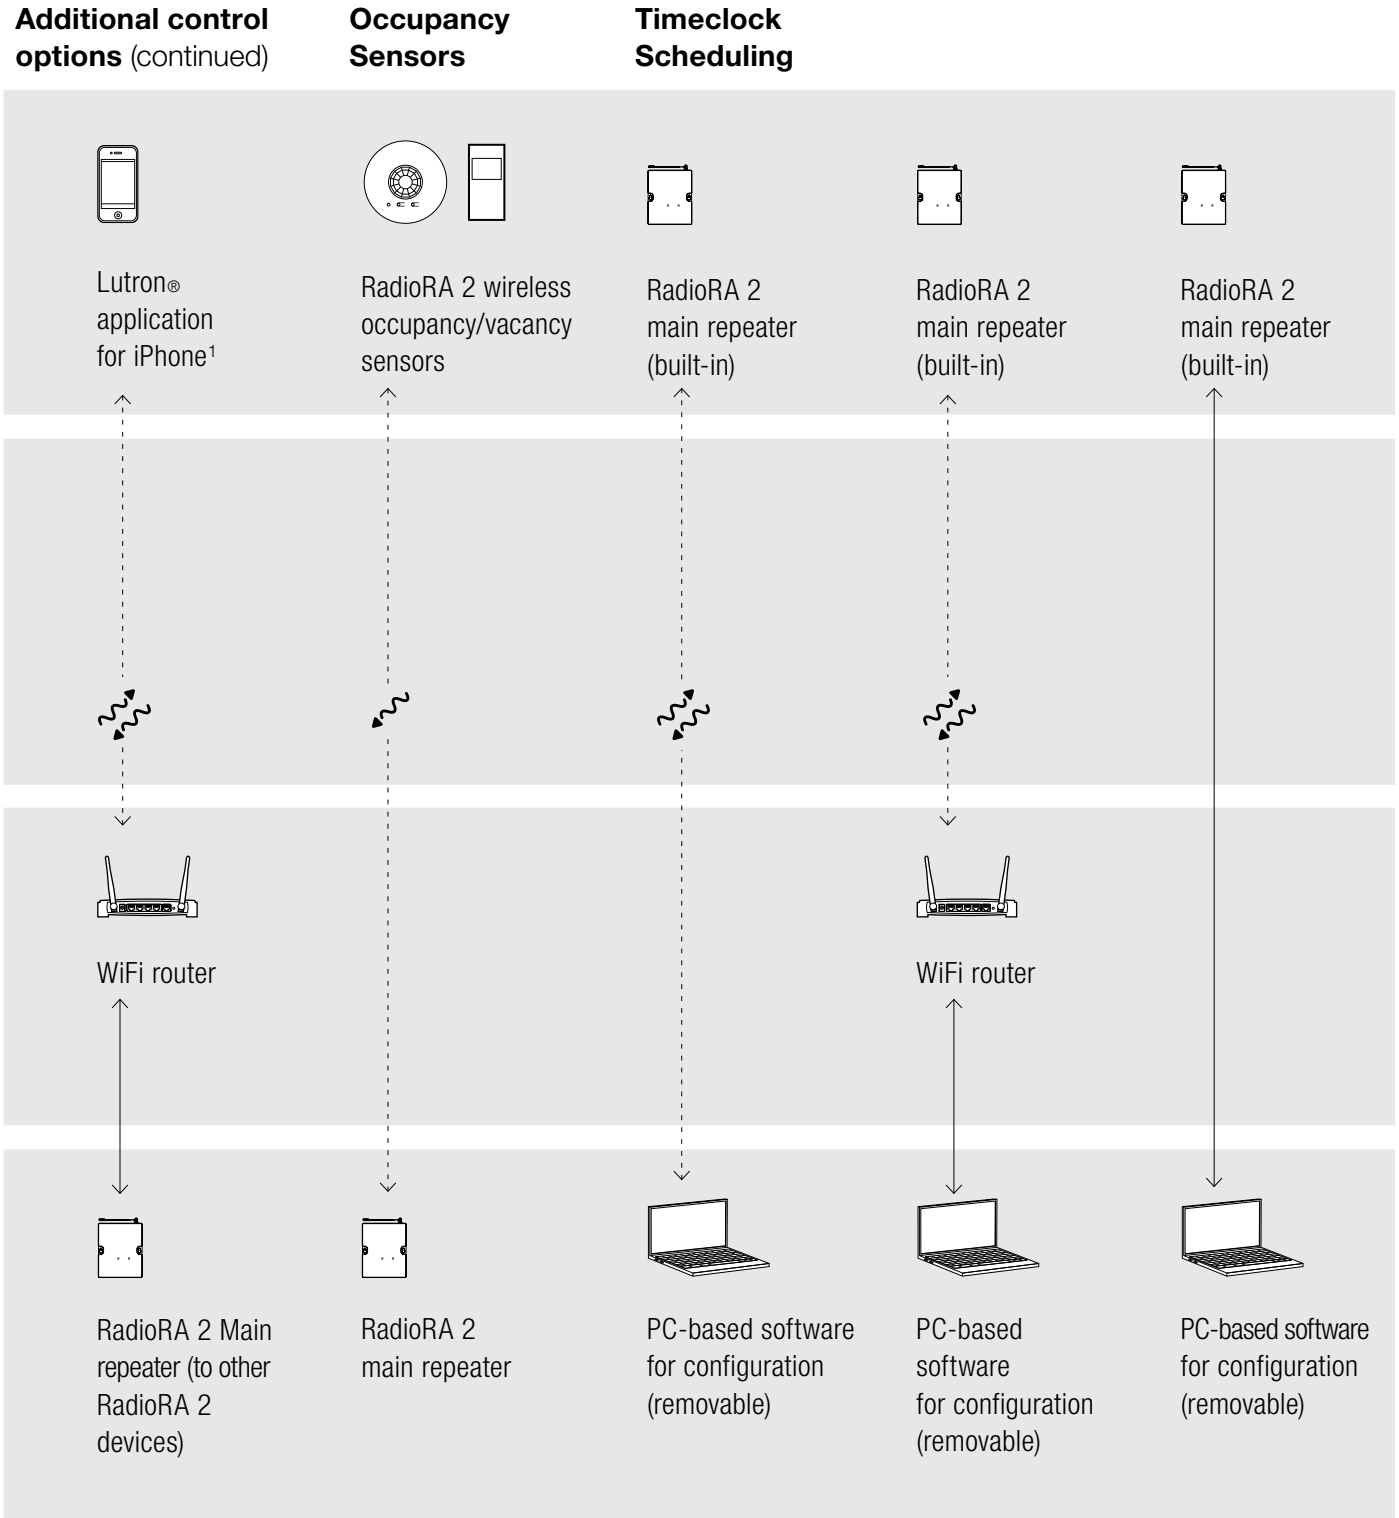 Additional control
options (continued)
Occupancy
Sensors
Timeclock
Scheduling
Lutron®
application
for iPhone¹
RadioRA 2 wireless
occupancy/vacancy
sensors
RadioRA 2
main repeater
(built-in)
RadioRA 2
main repeater
(built-in)
RadioRA 2
main repeater
(built-in)
WiFi router
WiFi router
RadioRA 2 Main
repeater (to other
RadioRA 2
devices)
RadioRA 2
main repeater
PC-based software
for configuration
(removable)
PC-based
software
for configuration
(removable)
PC-based software
for configuration
(removable)